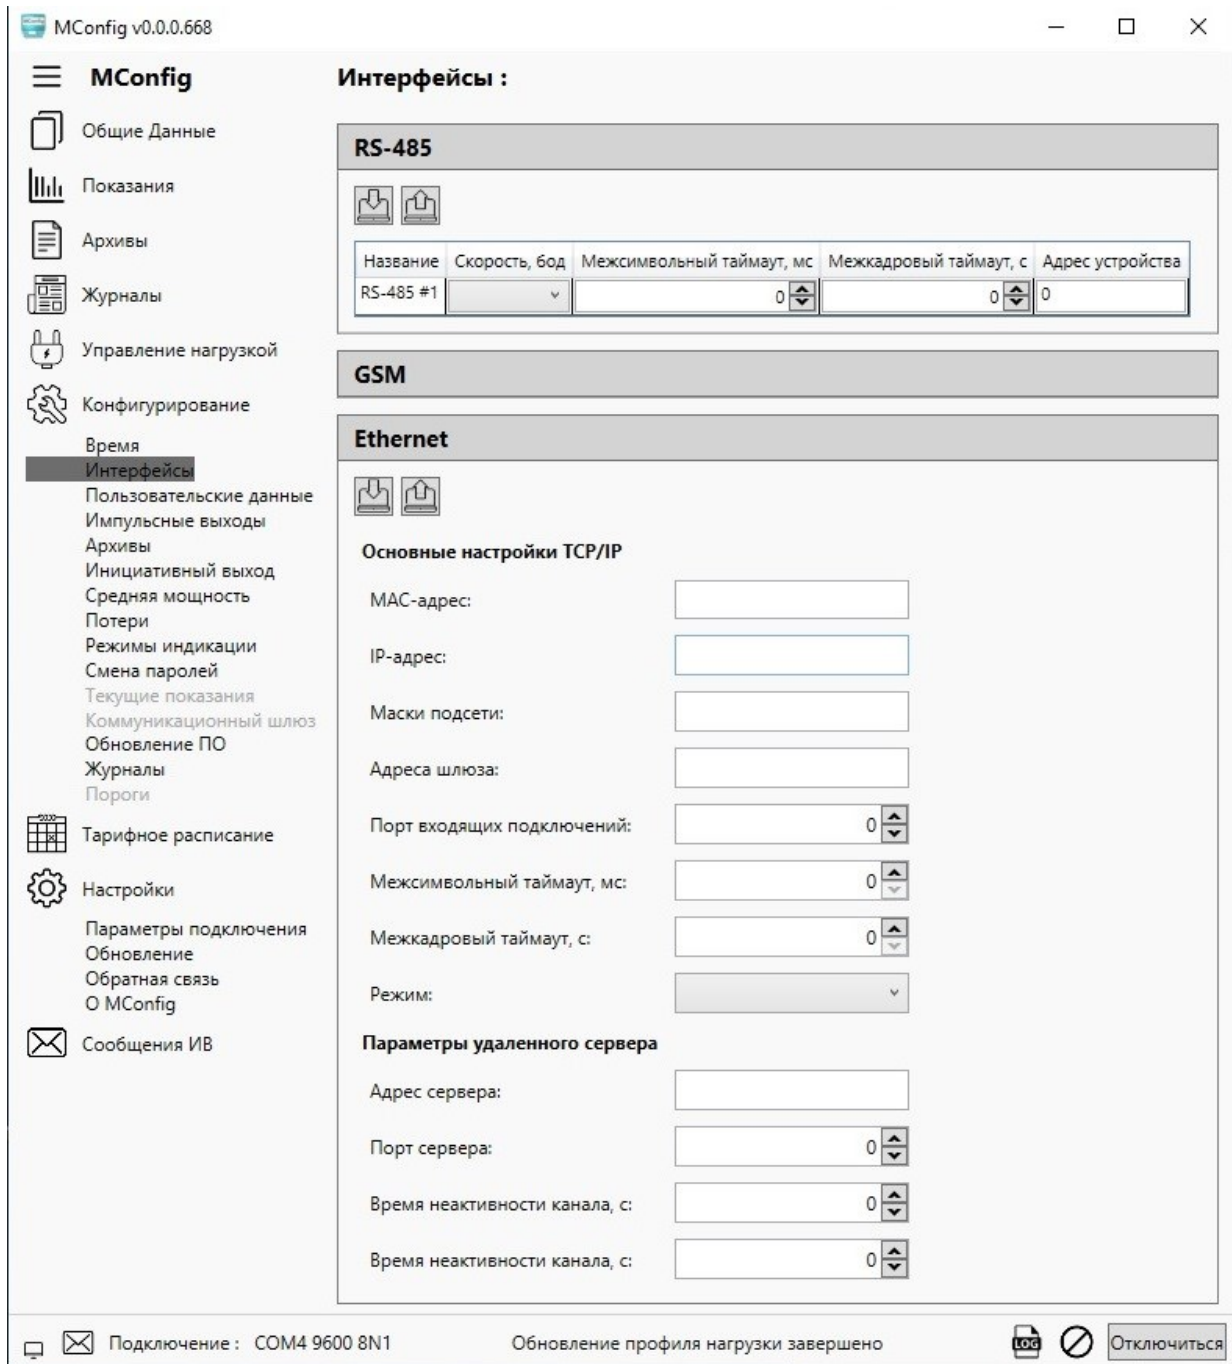 MConfig v0.0.0.668
MConfig
Общие Данные
Показания
Архивы
Журналы
Управление нагрузкой
Конфигурирование
Время
Интерфейсы
Пользовательские данные
Импульсные выходы
Архивы
Инициативный выход
Средняя мощность
Потери
Режимы индикации
Смена паролей
Текущие показания
Коммуникационный шлюз
Обновление ПО
Журналы
Пороги
Тарифное расписание
Настройки
Параметры подключения
Обновление
Обратная связь
О MConfig
Сообщения ИВ
Интерфейсы :
RS-485
Название Скорость, бод Межсимвольный таймаут, мс Межкадровый таймаут, с Адрес устройства
RS-485 #1 0 0 0
GSM
Ethernet
Основные настройки TCP/IP
MAC-адрес:
IP-адрес:
Маски подсети:
Адреса шлюза:
Порт входящих подключений: 0
Межсимвольный таймаут, мс: 0
Межкадровый таймаут, с: 0
Режим:
Параметры удаленного сервера
Адрес сервера:
Порт сервера: 0
Время неактивности канала, с: 0
Время неактивности канала, с: 0
Подключение : COM4 9600 8N1 Обновление профиля нагрузки завершено LOG Отключиться